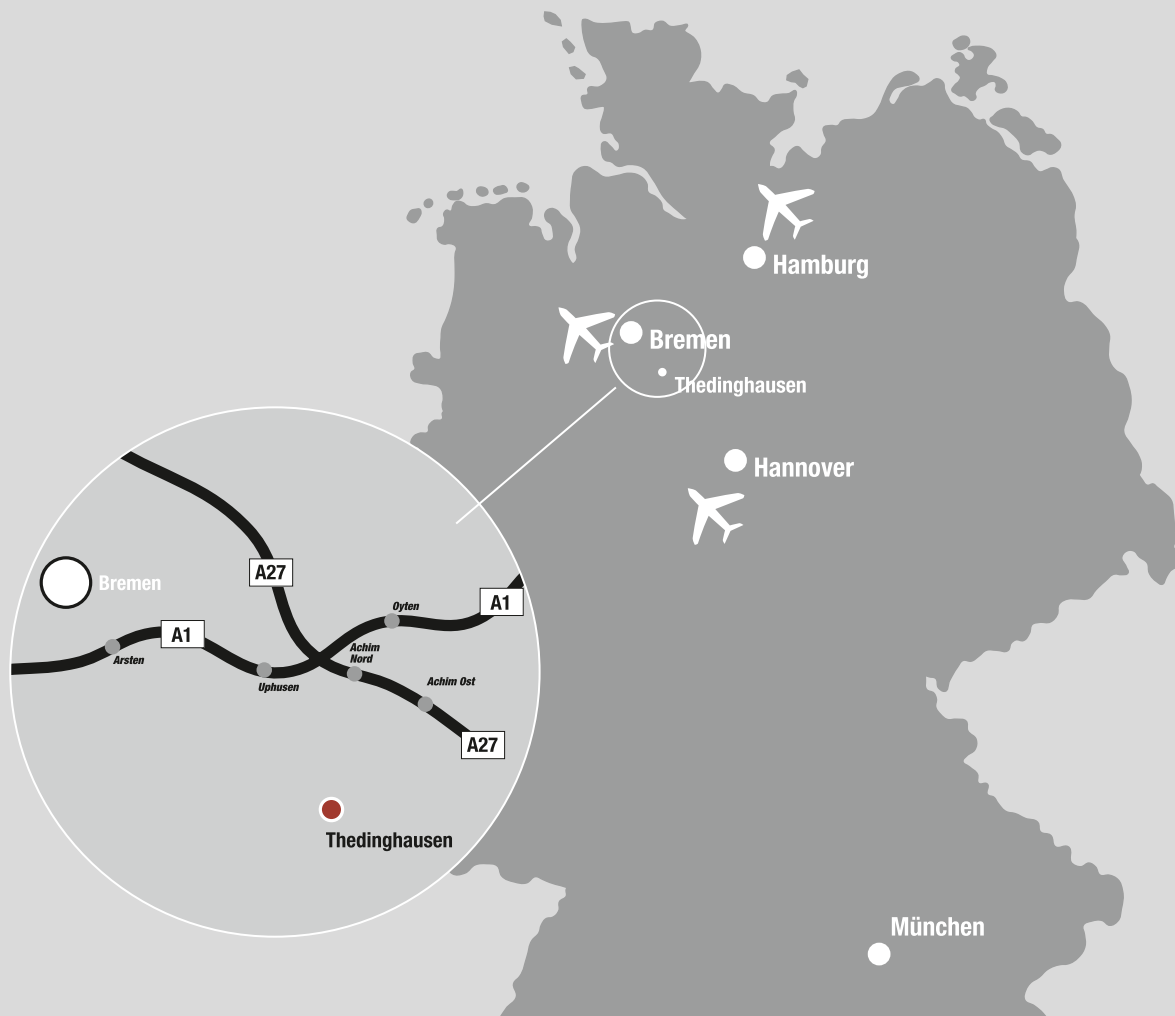 Hamburg
Bremen
Thedinghausen
Hannover
A27
Bremen
A1
Oyten
A1
Arsten
Achim
Nord
Uphusen
Achim Ost
A27
Thedinghausen
München